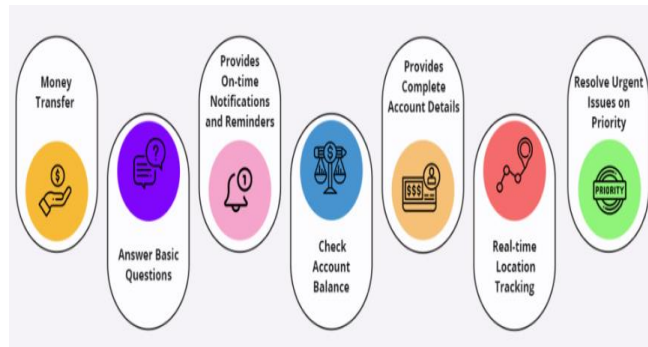 Money
Transfer
Answer Basic
Questions
Provides
On-time
Notifications
and Reminders
Check
Account
Balance
Provides
Complete
Account Details
Real-time
Location
Tracking
Resolve Urgent
Issues on
Priority
$
?
1
$
$$$
PRIORITY